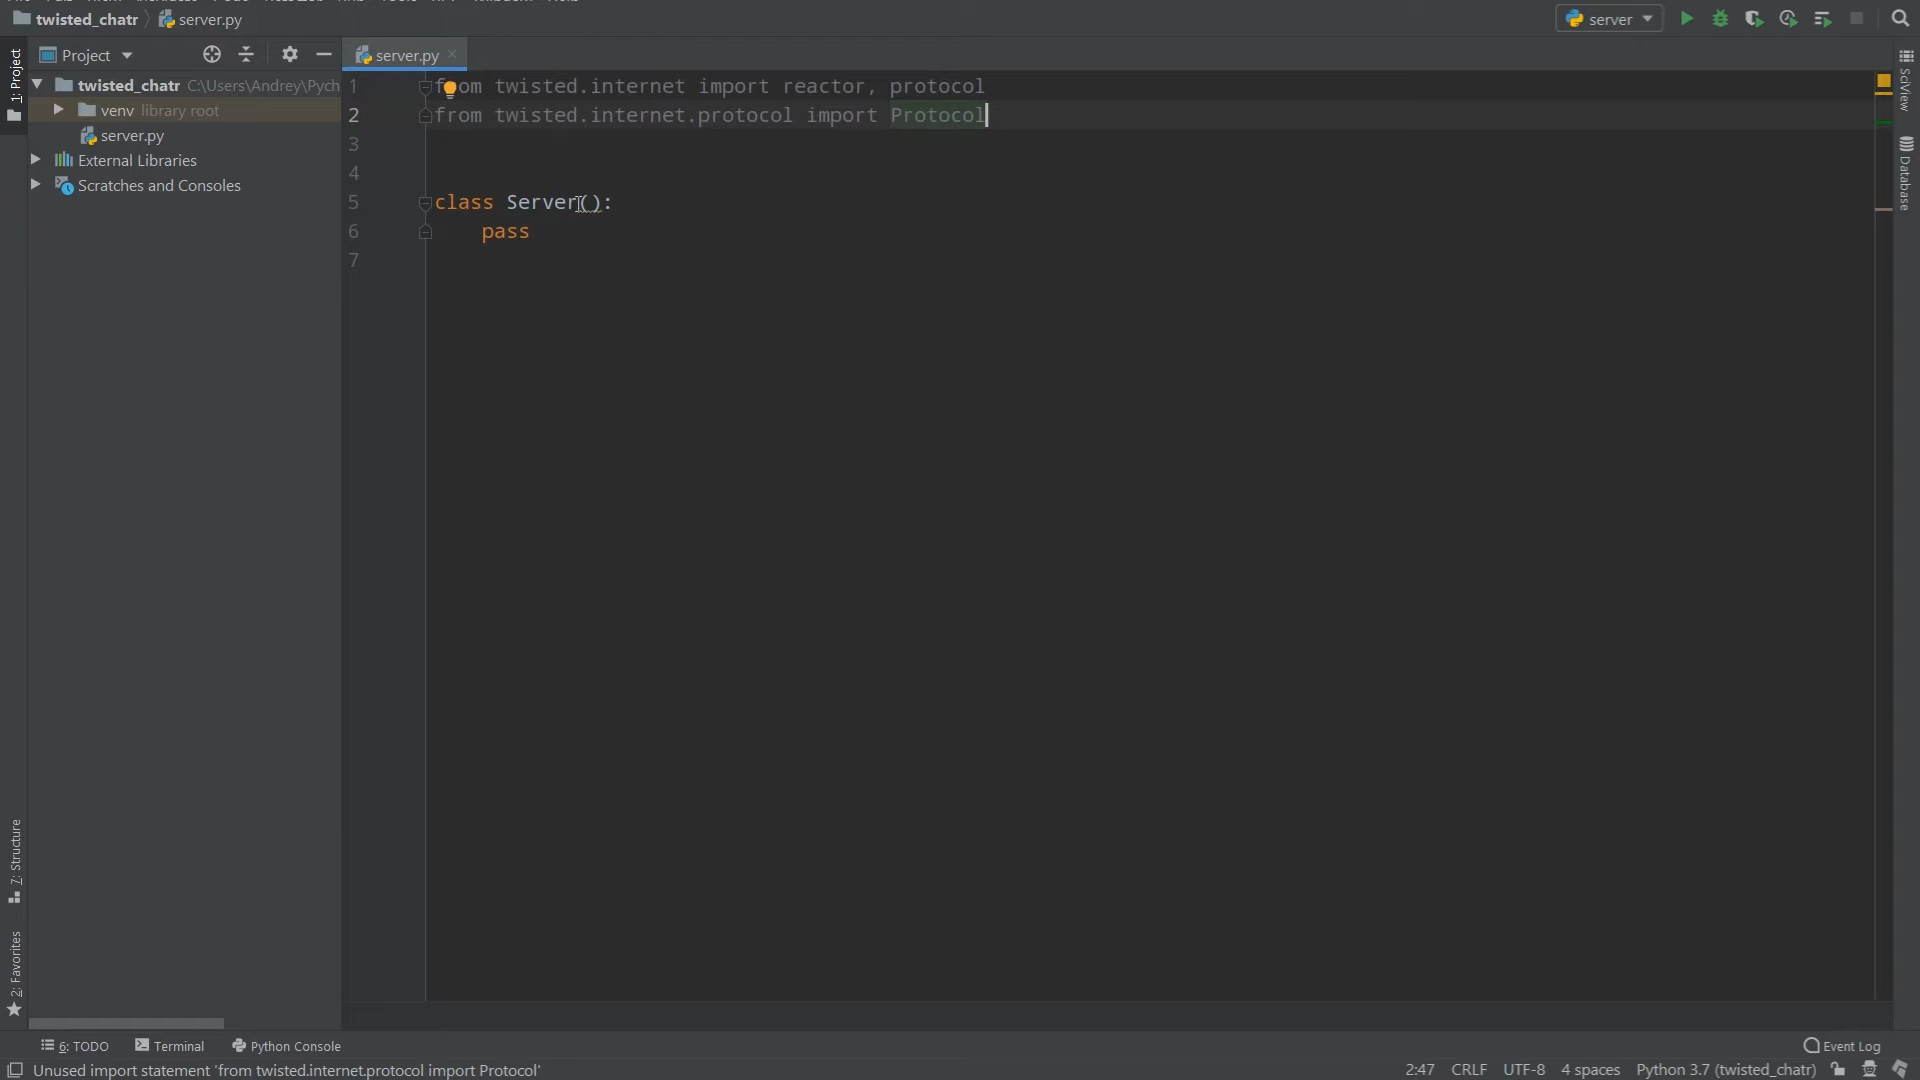 twisted_chatr
server.py
server
Project
server.py
1: Project
twisted_chatr C:\Users\Andrey\Pych
venv library root
server.py
External Libraries
Scratches and Consoles
1 from twisted.internet import reactor, protocol
2 from twisted.internet.protocol import Protocol
3
4
5 class Server():
6 pass
7
SciView
Database
7: Structure
2: Favorites
6: TODO
Terminal
Python Console
Event Log
Unused import statement 'from twisted.internet.protocol import Protocol'
2:47 CRLF UTF-8 4 spaces Python 3.7 (twisted_chatr)